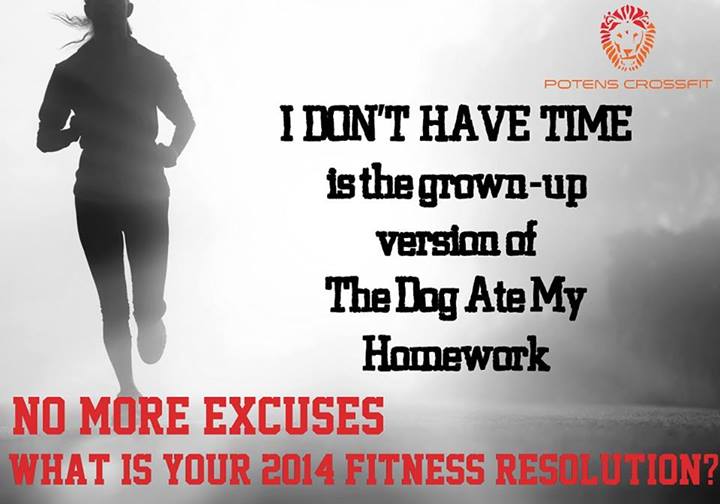 POTENS CROSSFIT
I DON'T HAVE TIME
is the grown-up
version of
The Dog Ate My
Homework
NO MORE EXCUSES
WHAT IS YOUR 2014 FITNESS RESOLUTION?